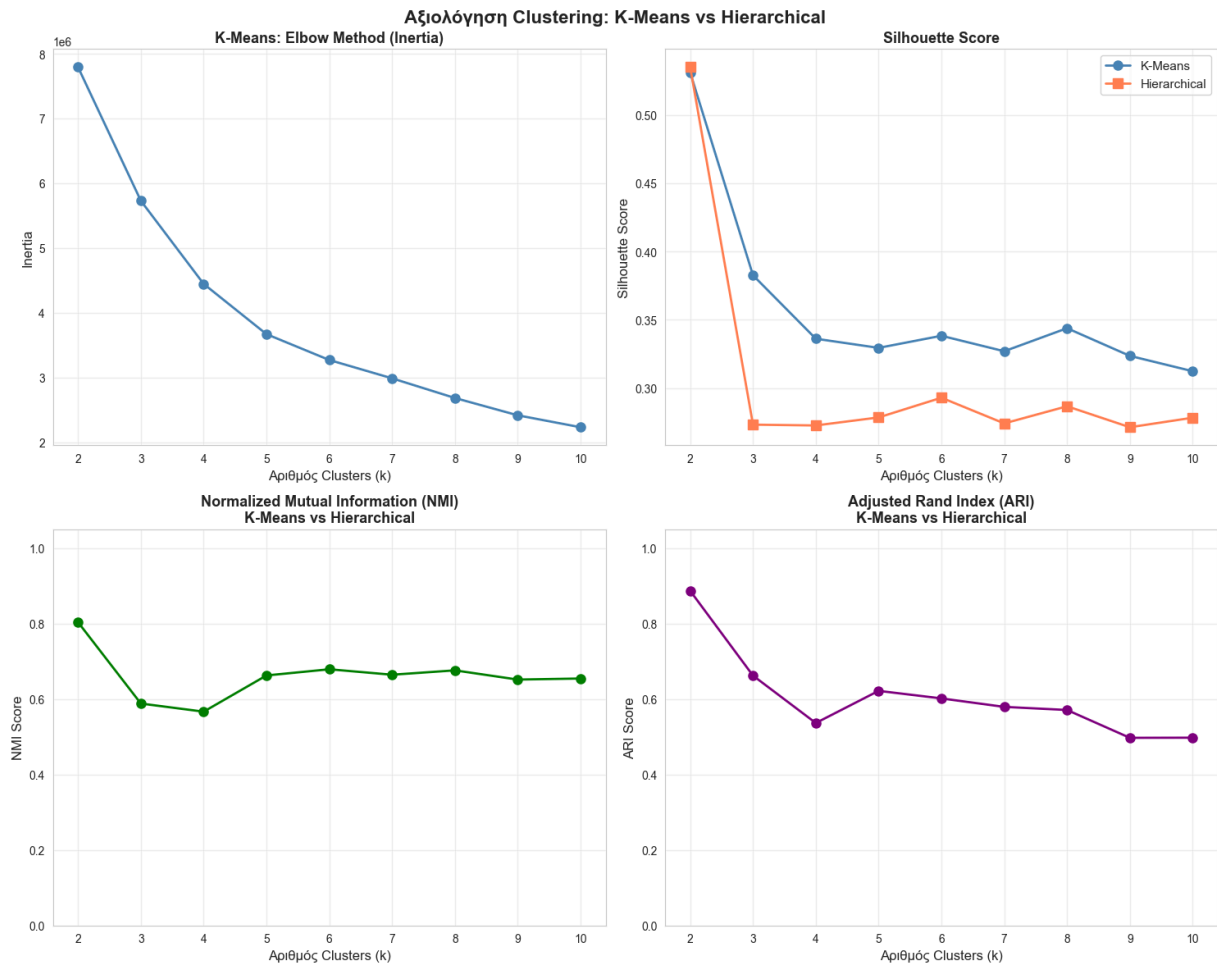 Αξιολόγηση Clustering: K-Means vs Hierarchical
K-Means: Elbow Method (Inertia)
1e6
8
7
6
5
4
3
2
Inertia
2 3 4 5 6 7 8 9 10
Αριθμός Clusters (k)
Silhouette Score
K-Means
Hierarchical
0.50
0.45
0.40
0.35
0.30
Silhouette Score
2 3 4 5 6 7 8 9 10
Αριθμός Clusters (k)
Normalized Mutual Information (NMI)
K-Means vs Hierarchical
1.0
0.8
0.6
0.4
0.2
0.0
NMI Score
2 3 4 5 6 7 8 9 10
Αριθμός Clusters (k)
Adjusted Rand Index (ARI)
K-Means vs Hierarchical
1.0
0.8
0.6
0.4
0.2
0.0
ARI Score
2 3 4 5 6 7 8 9 10
Αριθμός Clusters (k)